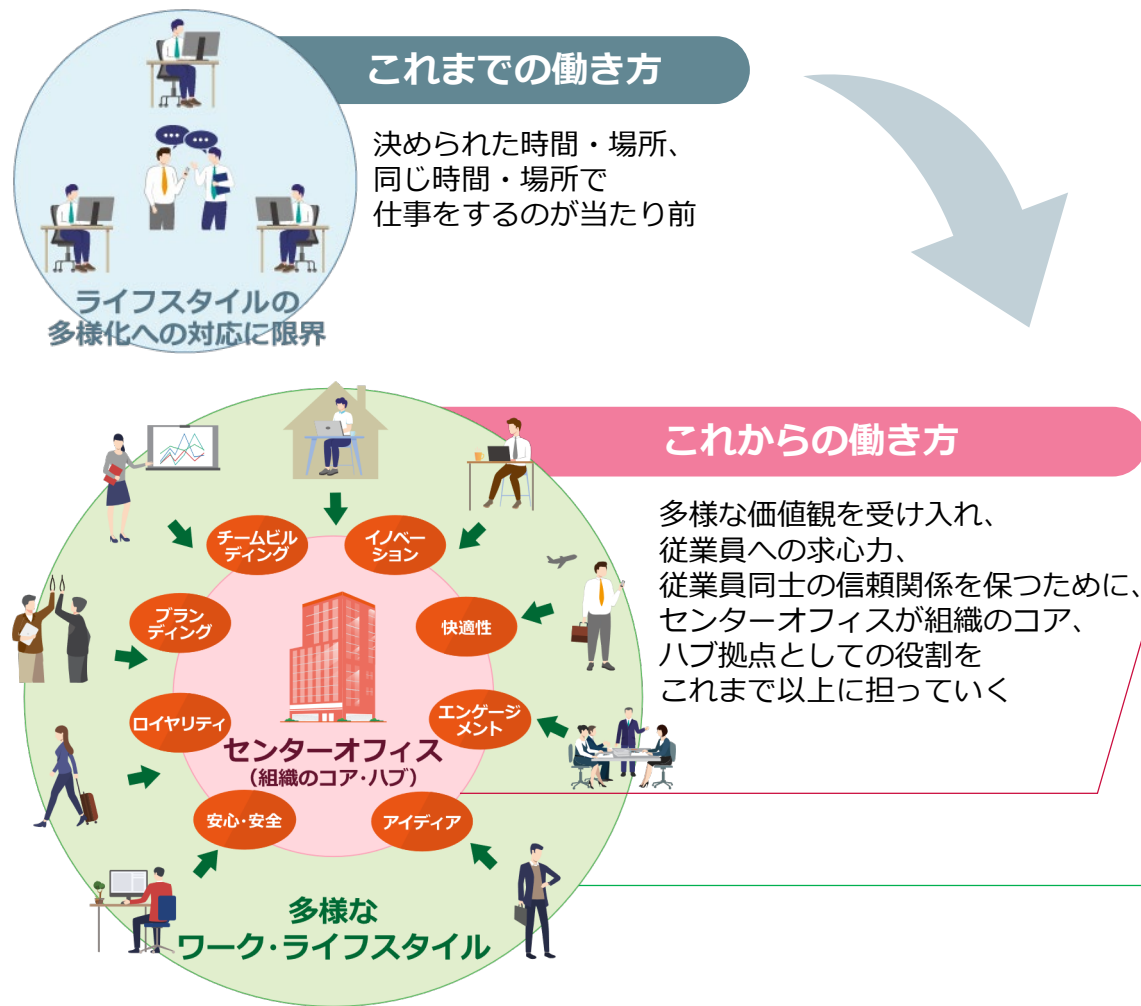 これまでの働き方
決められた時間・場所、
同じ時間・場所で
仕事をするのが当たり前
ライフスタイルの
多様化への対応に限界
これからの働き方
多様な価値観を受け入れ、
従業員への求心力、
従業員同士の信頼関係を保つために、
センターオフィスが組織のコア、
ハブ拠点としての役割を
これまで以上に担っていく
チームビル
ディング
イノベー
ション
ブラン
ディング
快適性
ロイヤリティ
エンゲージ
メント
センターオフィス
（組織のコア・ハブ）
安心・安全
アイディア
多様な
ワーク・ライフスタイル